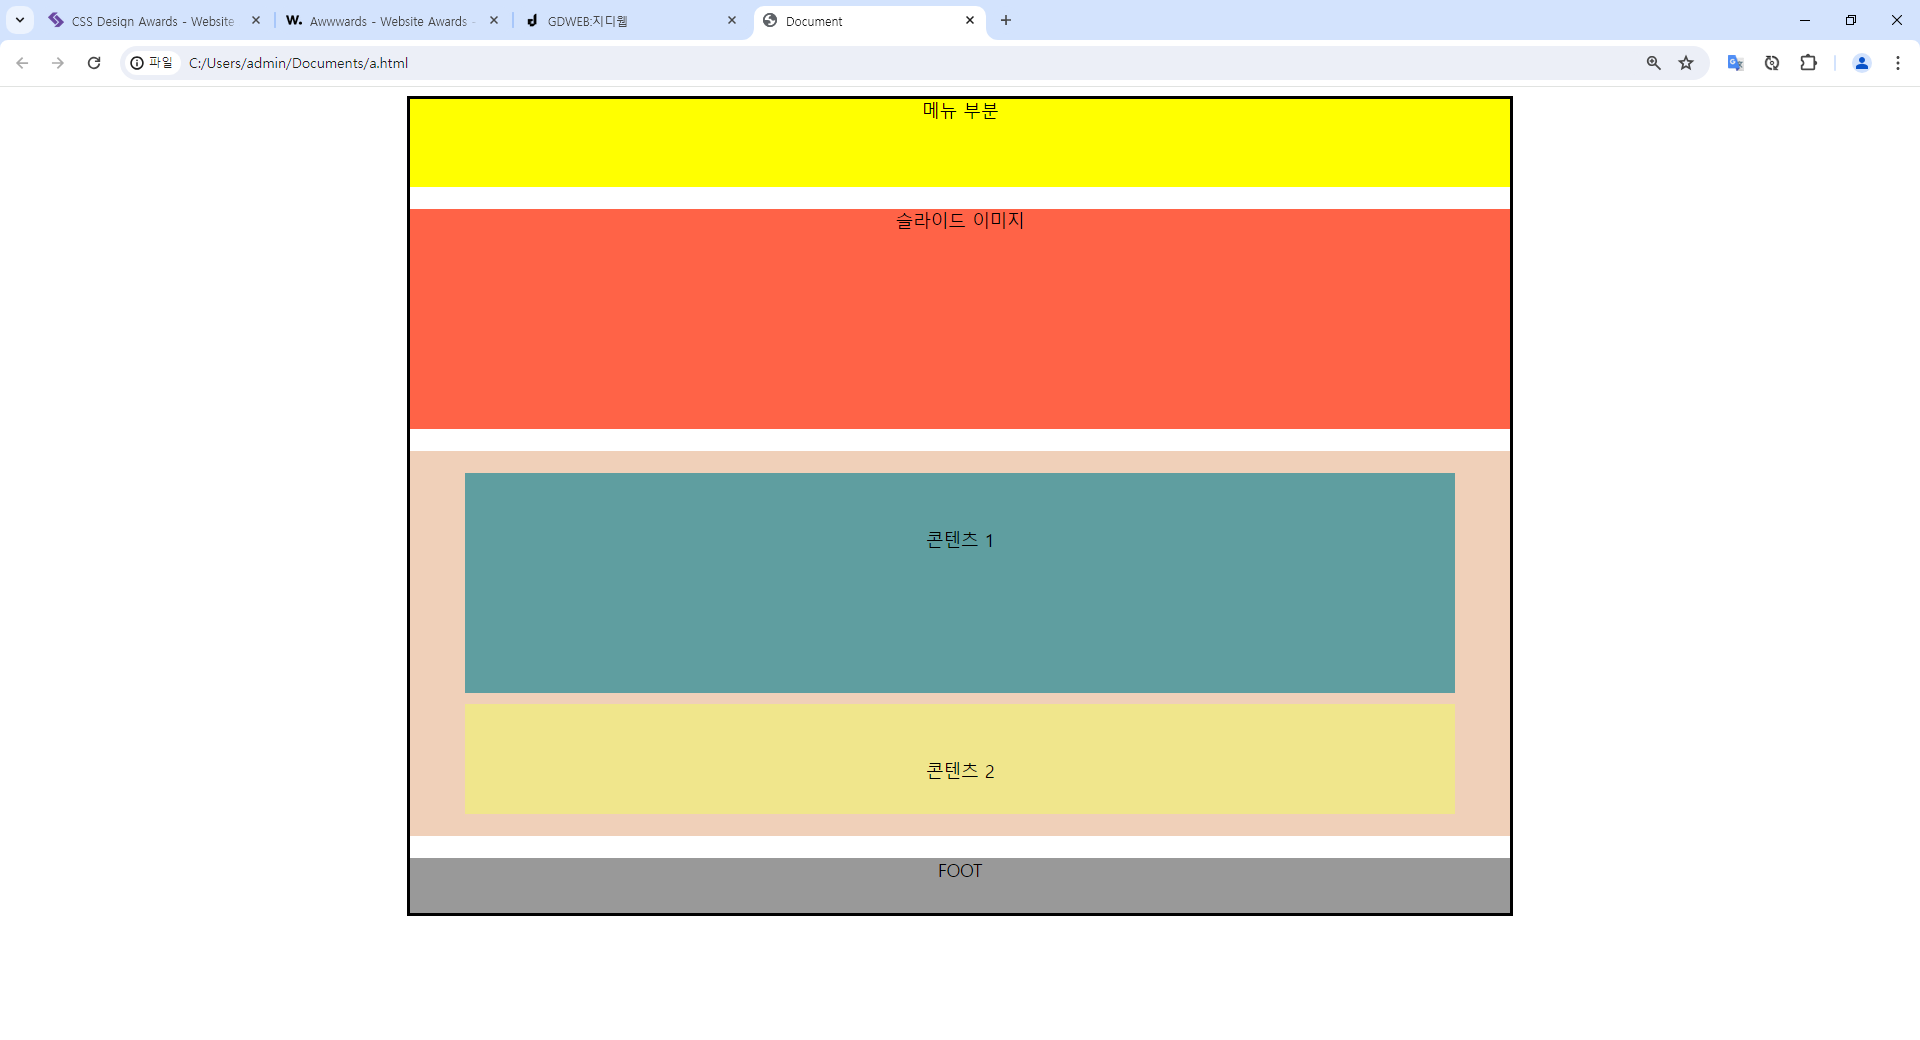 CSS Design Awards - Website
Awwwards - Website Awards -
GDWEB:지디웹
Document
파일
C:/Users/admin/Documents/a.html
메뉴 부분
슬라이드 이미지
콘텐츠 1
콘텐츠 2
FOOT